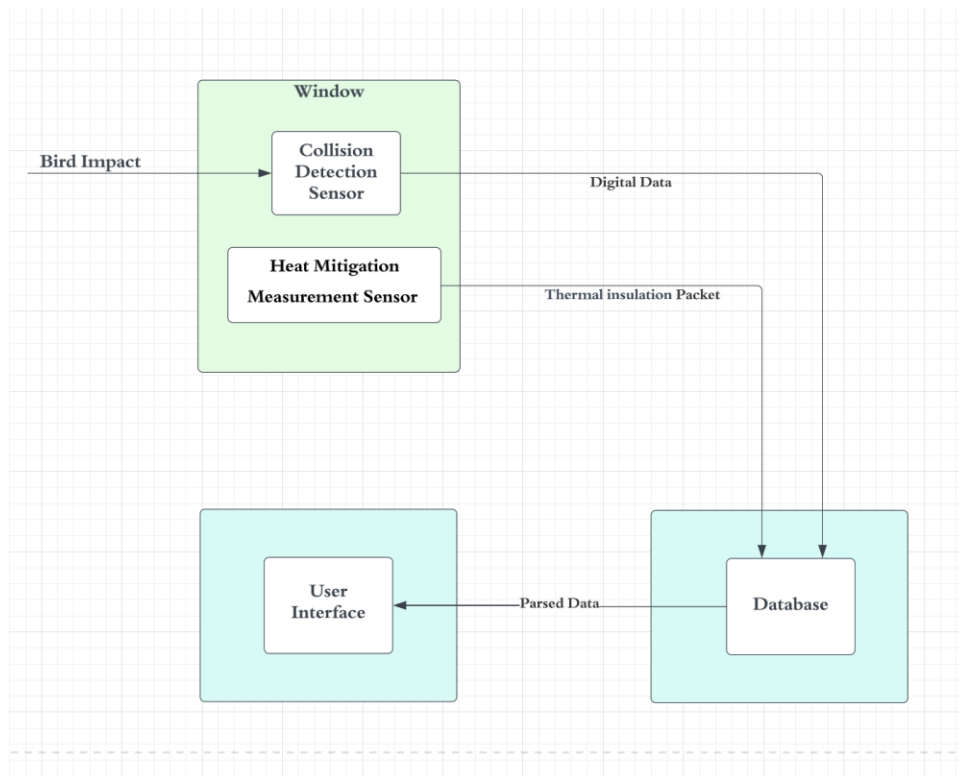 Window
Bird Impact
Collision
Detection
Sensor
Digital Data
Heat Mitigation
Measurement Sensor
Thermal insulation Packet
User
Interface
Parsed Data
Database